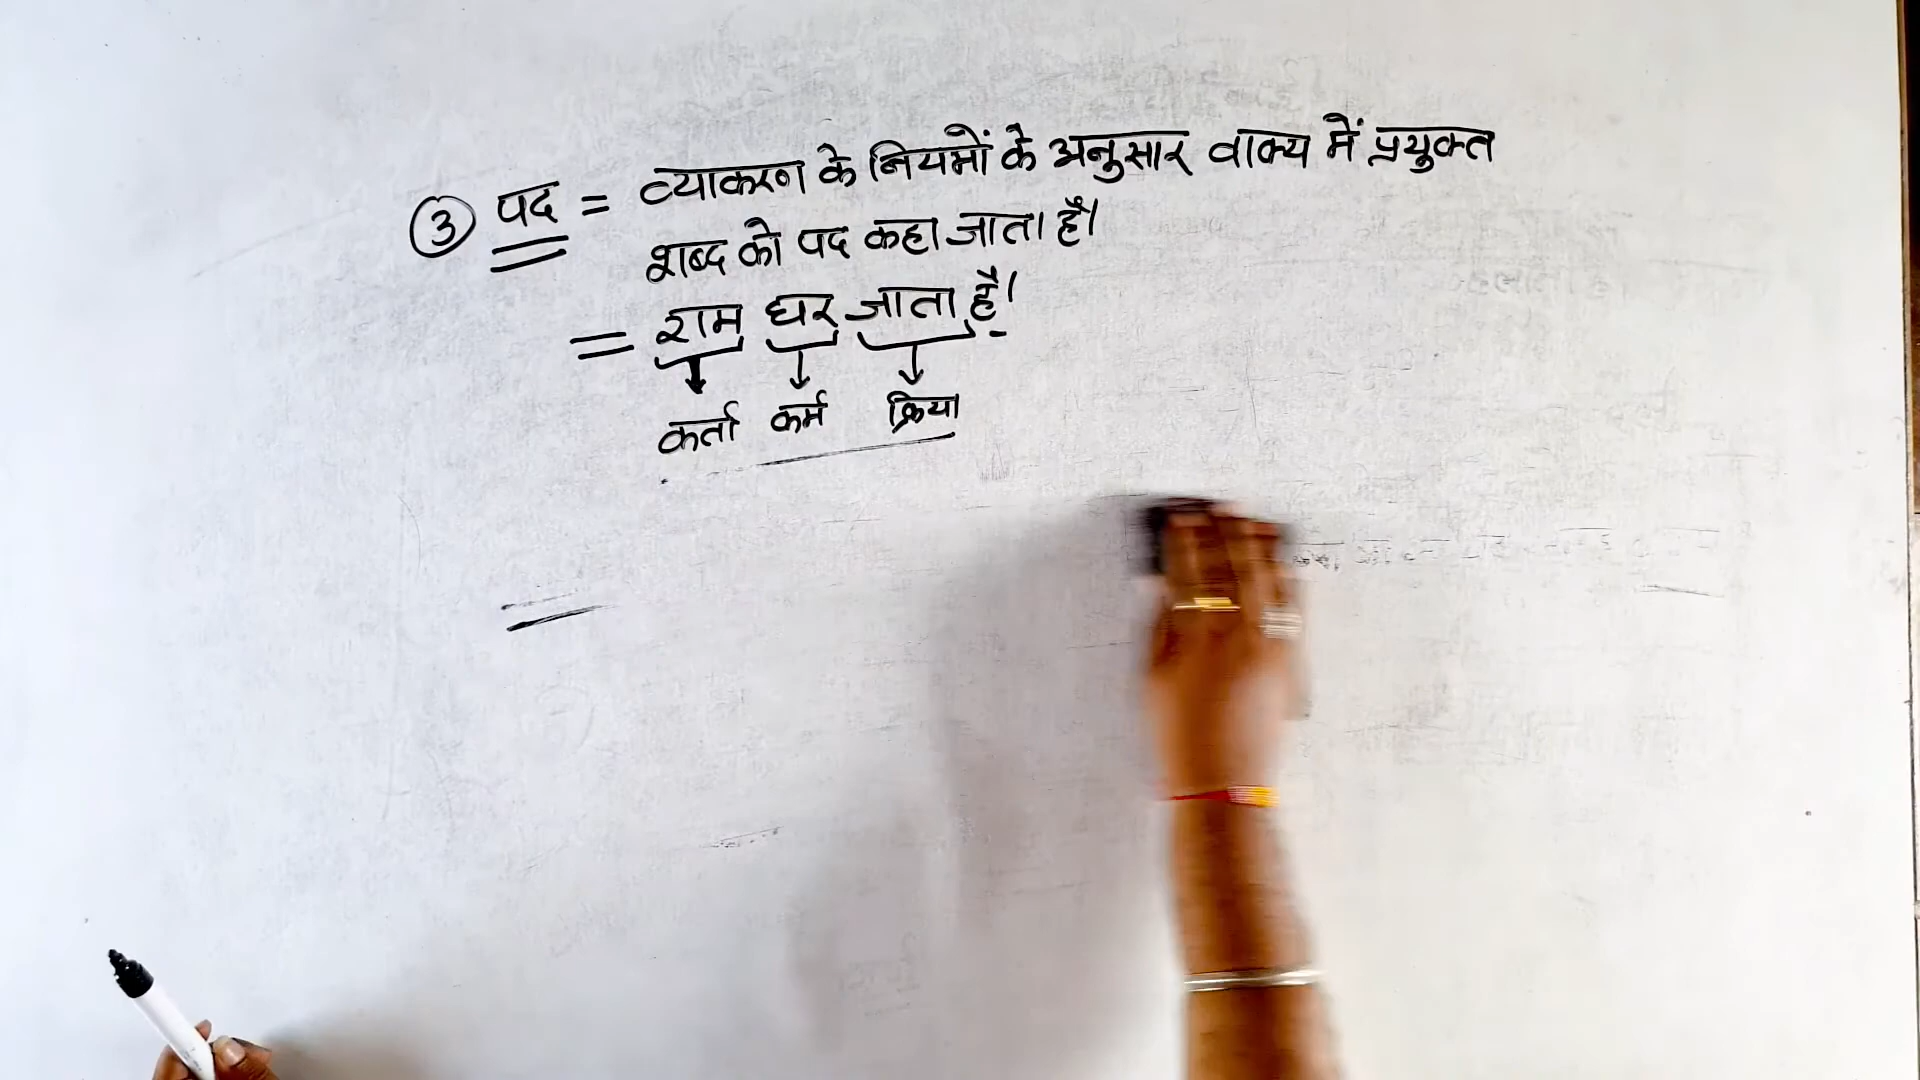 ③ पद = व्याकरण के नियमों के अनुसार वाक्य में प्रयुक्त
शब्द को पद कहा जाता है।
= राम घर जाता है।
कर्ता कर्म क्रिया